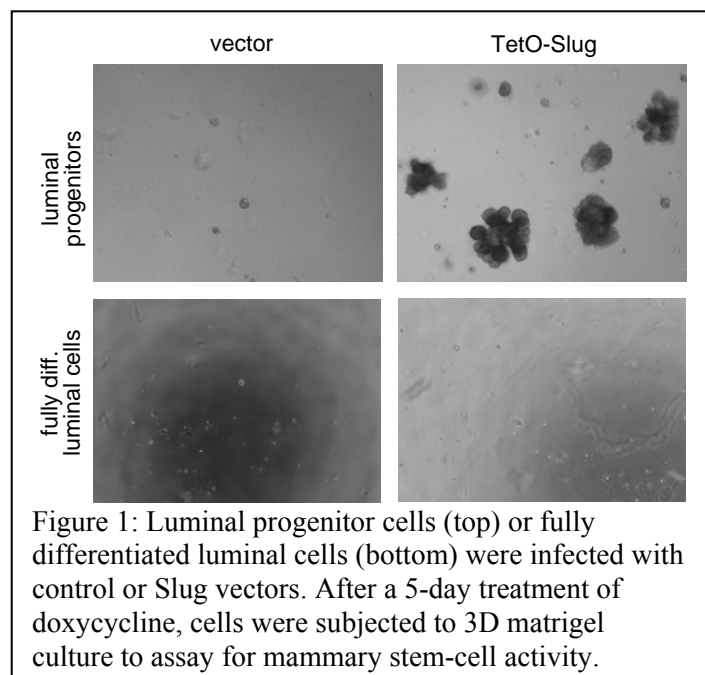 vector
TetO-Slug
luminal
progenitors
fully diff.
luminal cells
Figure 1: Luminal progenitor cells (top) or fully
differentiated luminal cells (bottom) were infected with
control or Slug vectors. After a 5-day treatment of
doxycycline, cells were subjected to 3D matrigel
culture to assay for mammary stem-cell activity.